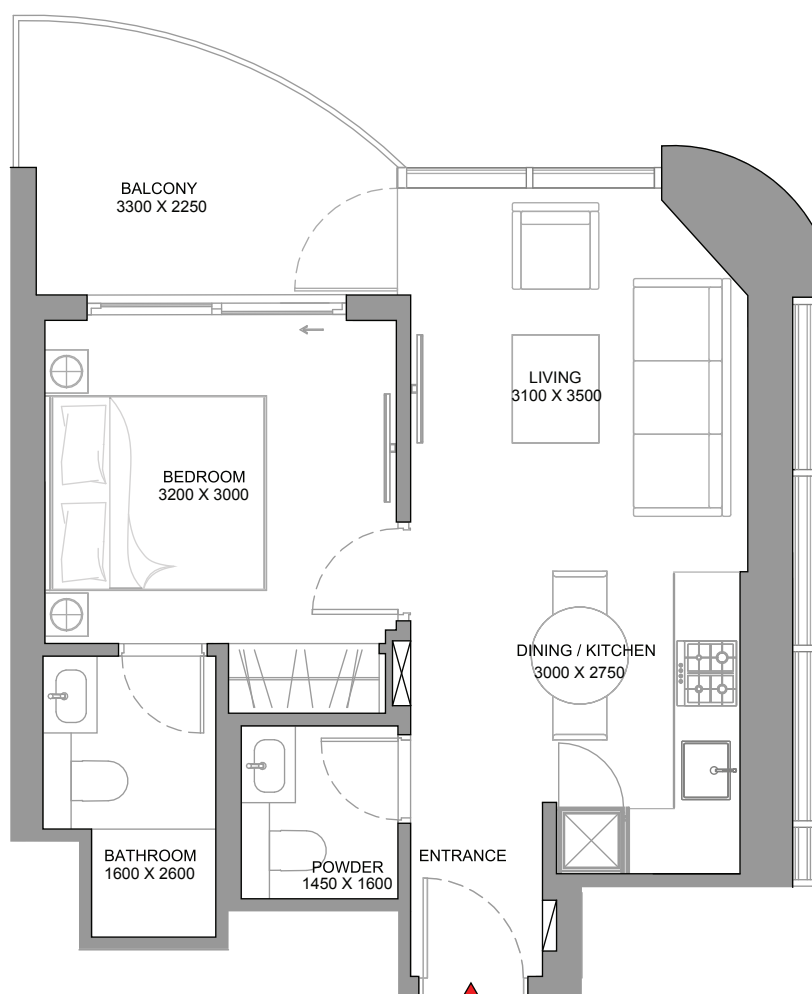 BALCONY
3300 X 2250
LIVING
3100 X 3500
BEDROOM
3200 X 3000
DINING / KITCHEN
3000 X 2750
BATHROOM
1600 X 2600
POWDER
1450 X 1600
ENTRANCE